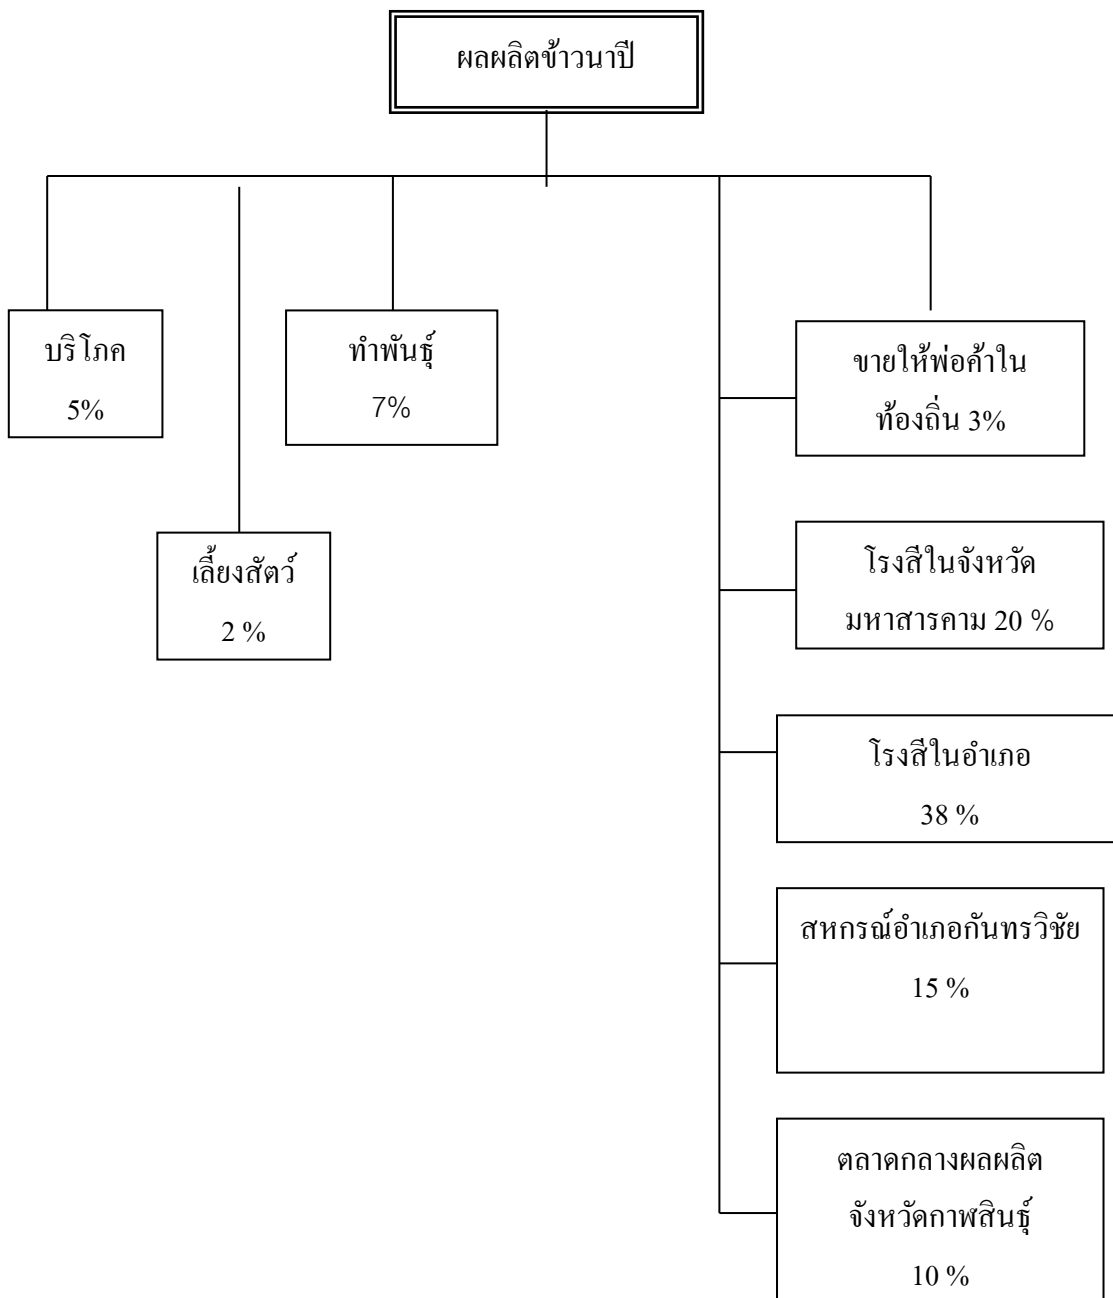 ผลผลิตข้าวนาปี
บริโภค
5%
ทำพันธุ์
7%
เลี้ยงสัตว์
2 %
ขายให้พ่อค้าใน
ท้องถิ่น 3%
โรงสีในจังหวัด
มหาสารคาม 20 %
โรงสีในอำเภอ
38 %
สหกรณ์อำเภอกันทรวิชัย
15 %
ตลาดกลางผลผลิต
จังหวัดกาฬสินธุ์
10 %